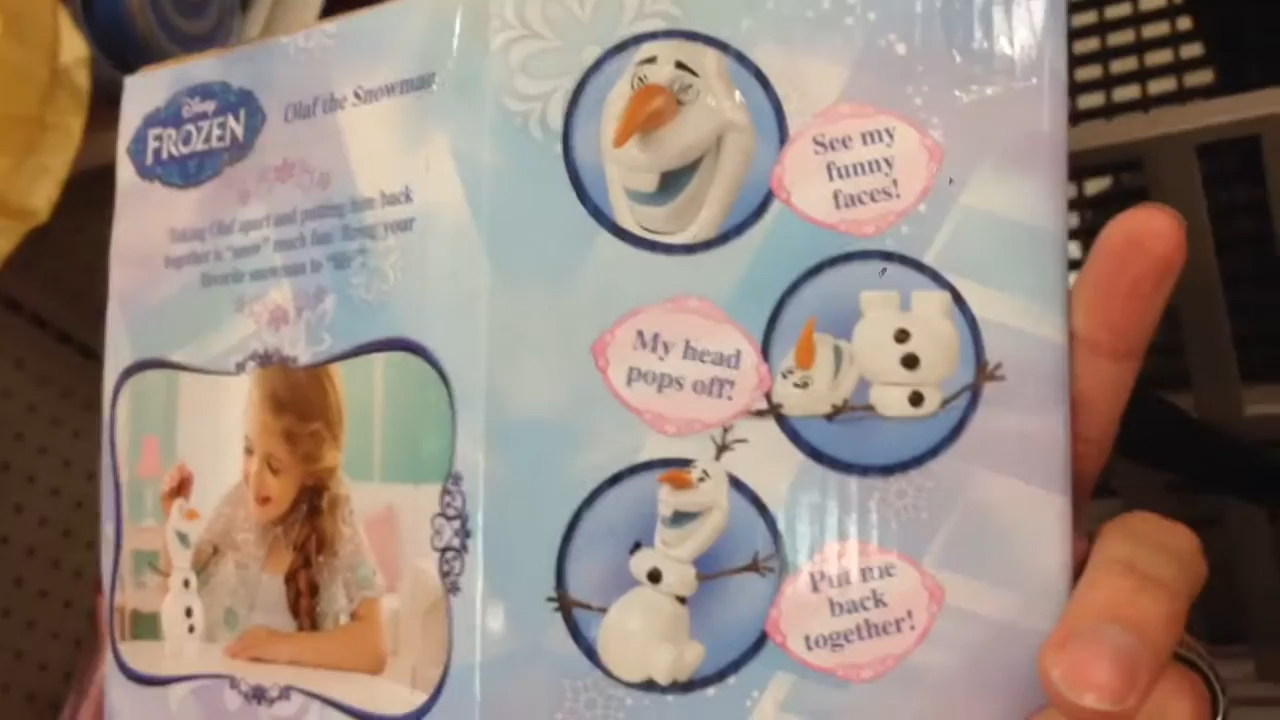 Disney
FROZEN
Olaf the Snowman
Taking Olaf apart and putting him back
together is "snow" much fun. Bring your
favorite snowman to "life"!
See my
funny
faces!
My head
pops off!
Put me
back
together!